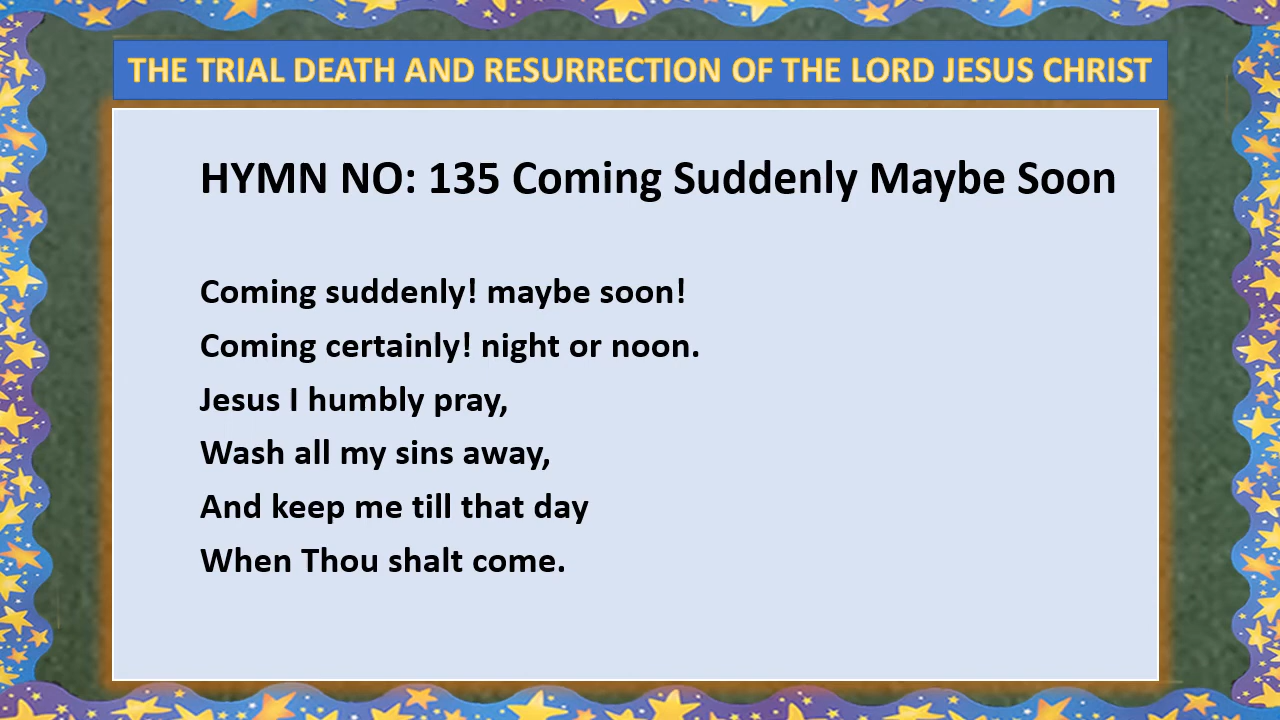 THE TRIAL DEATH AND RESURRECTION OF THE LORD JESUS CHRIST
HYMN NO: 135 Coming Suddenly Maybe Soon
Coming suddenly! maybe soon!
Coming certainly! night or noon.
Jesus I humbly pray,
Wash all my sins away,
And keep me till that day
When Thou shalt come.